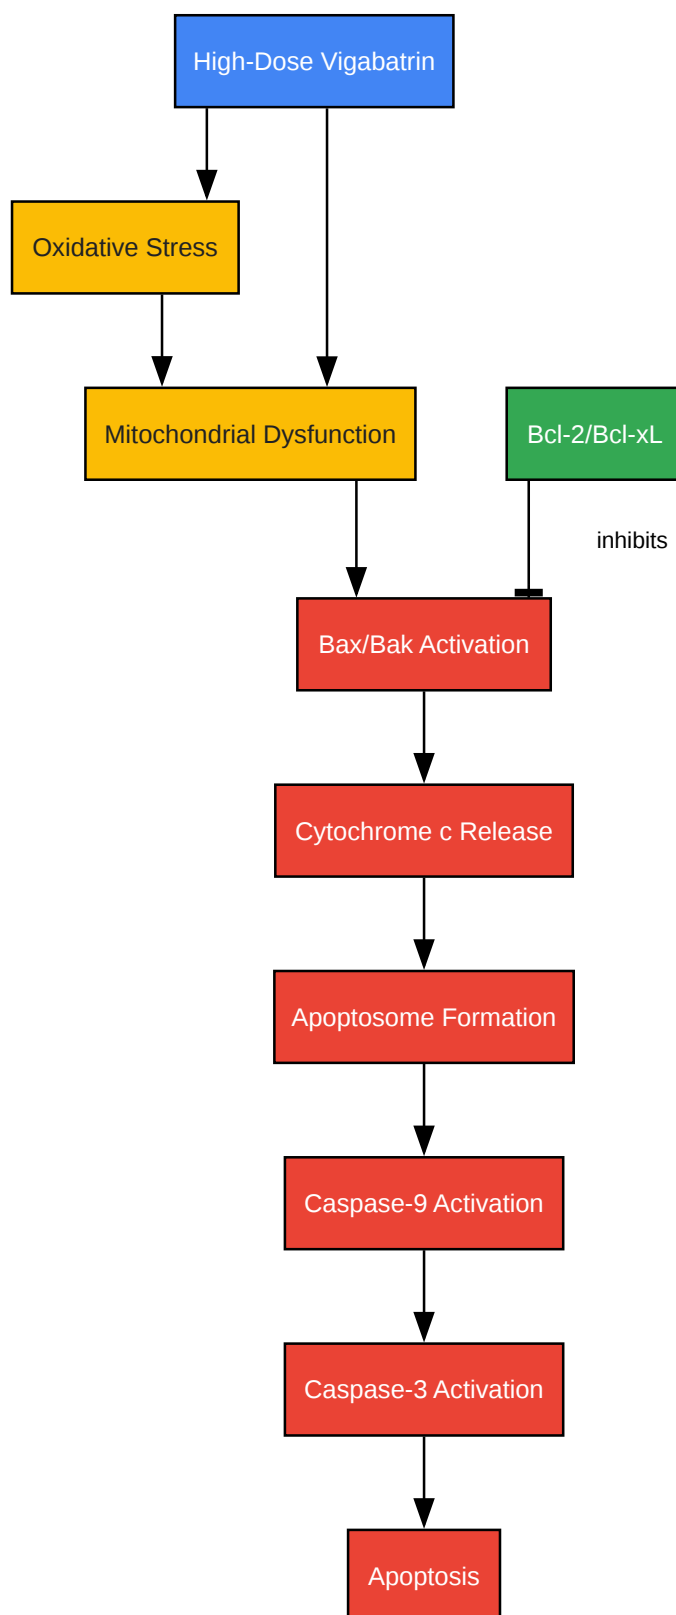 High-Dose Vigabatrin
Oxidative Stress
Mitochondrial Dysfunction
Bcl-2/Bcl-xL
inhibits
Bax/Bak Activation
Cytochrome c Release
Apoptosome Formation
Caspase-9 Activation
Caspase-3 Activation
Apoptosis